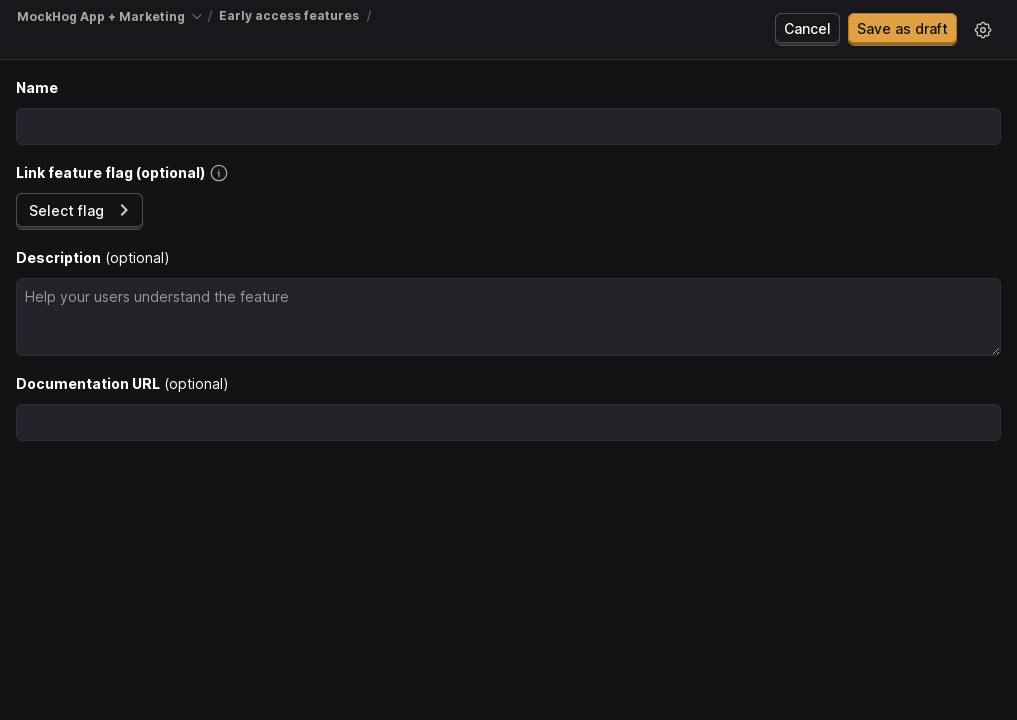 MockHog App + Marketing / Early access features /
Cancel
Save as draft
Name
Link feature flag (optional)
Select flag
Description (optional)
Help your users understand the feature
Documentation URL (optional)